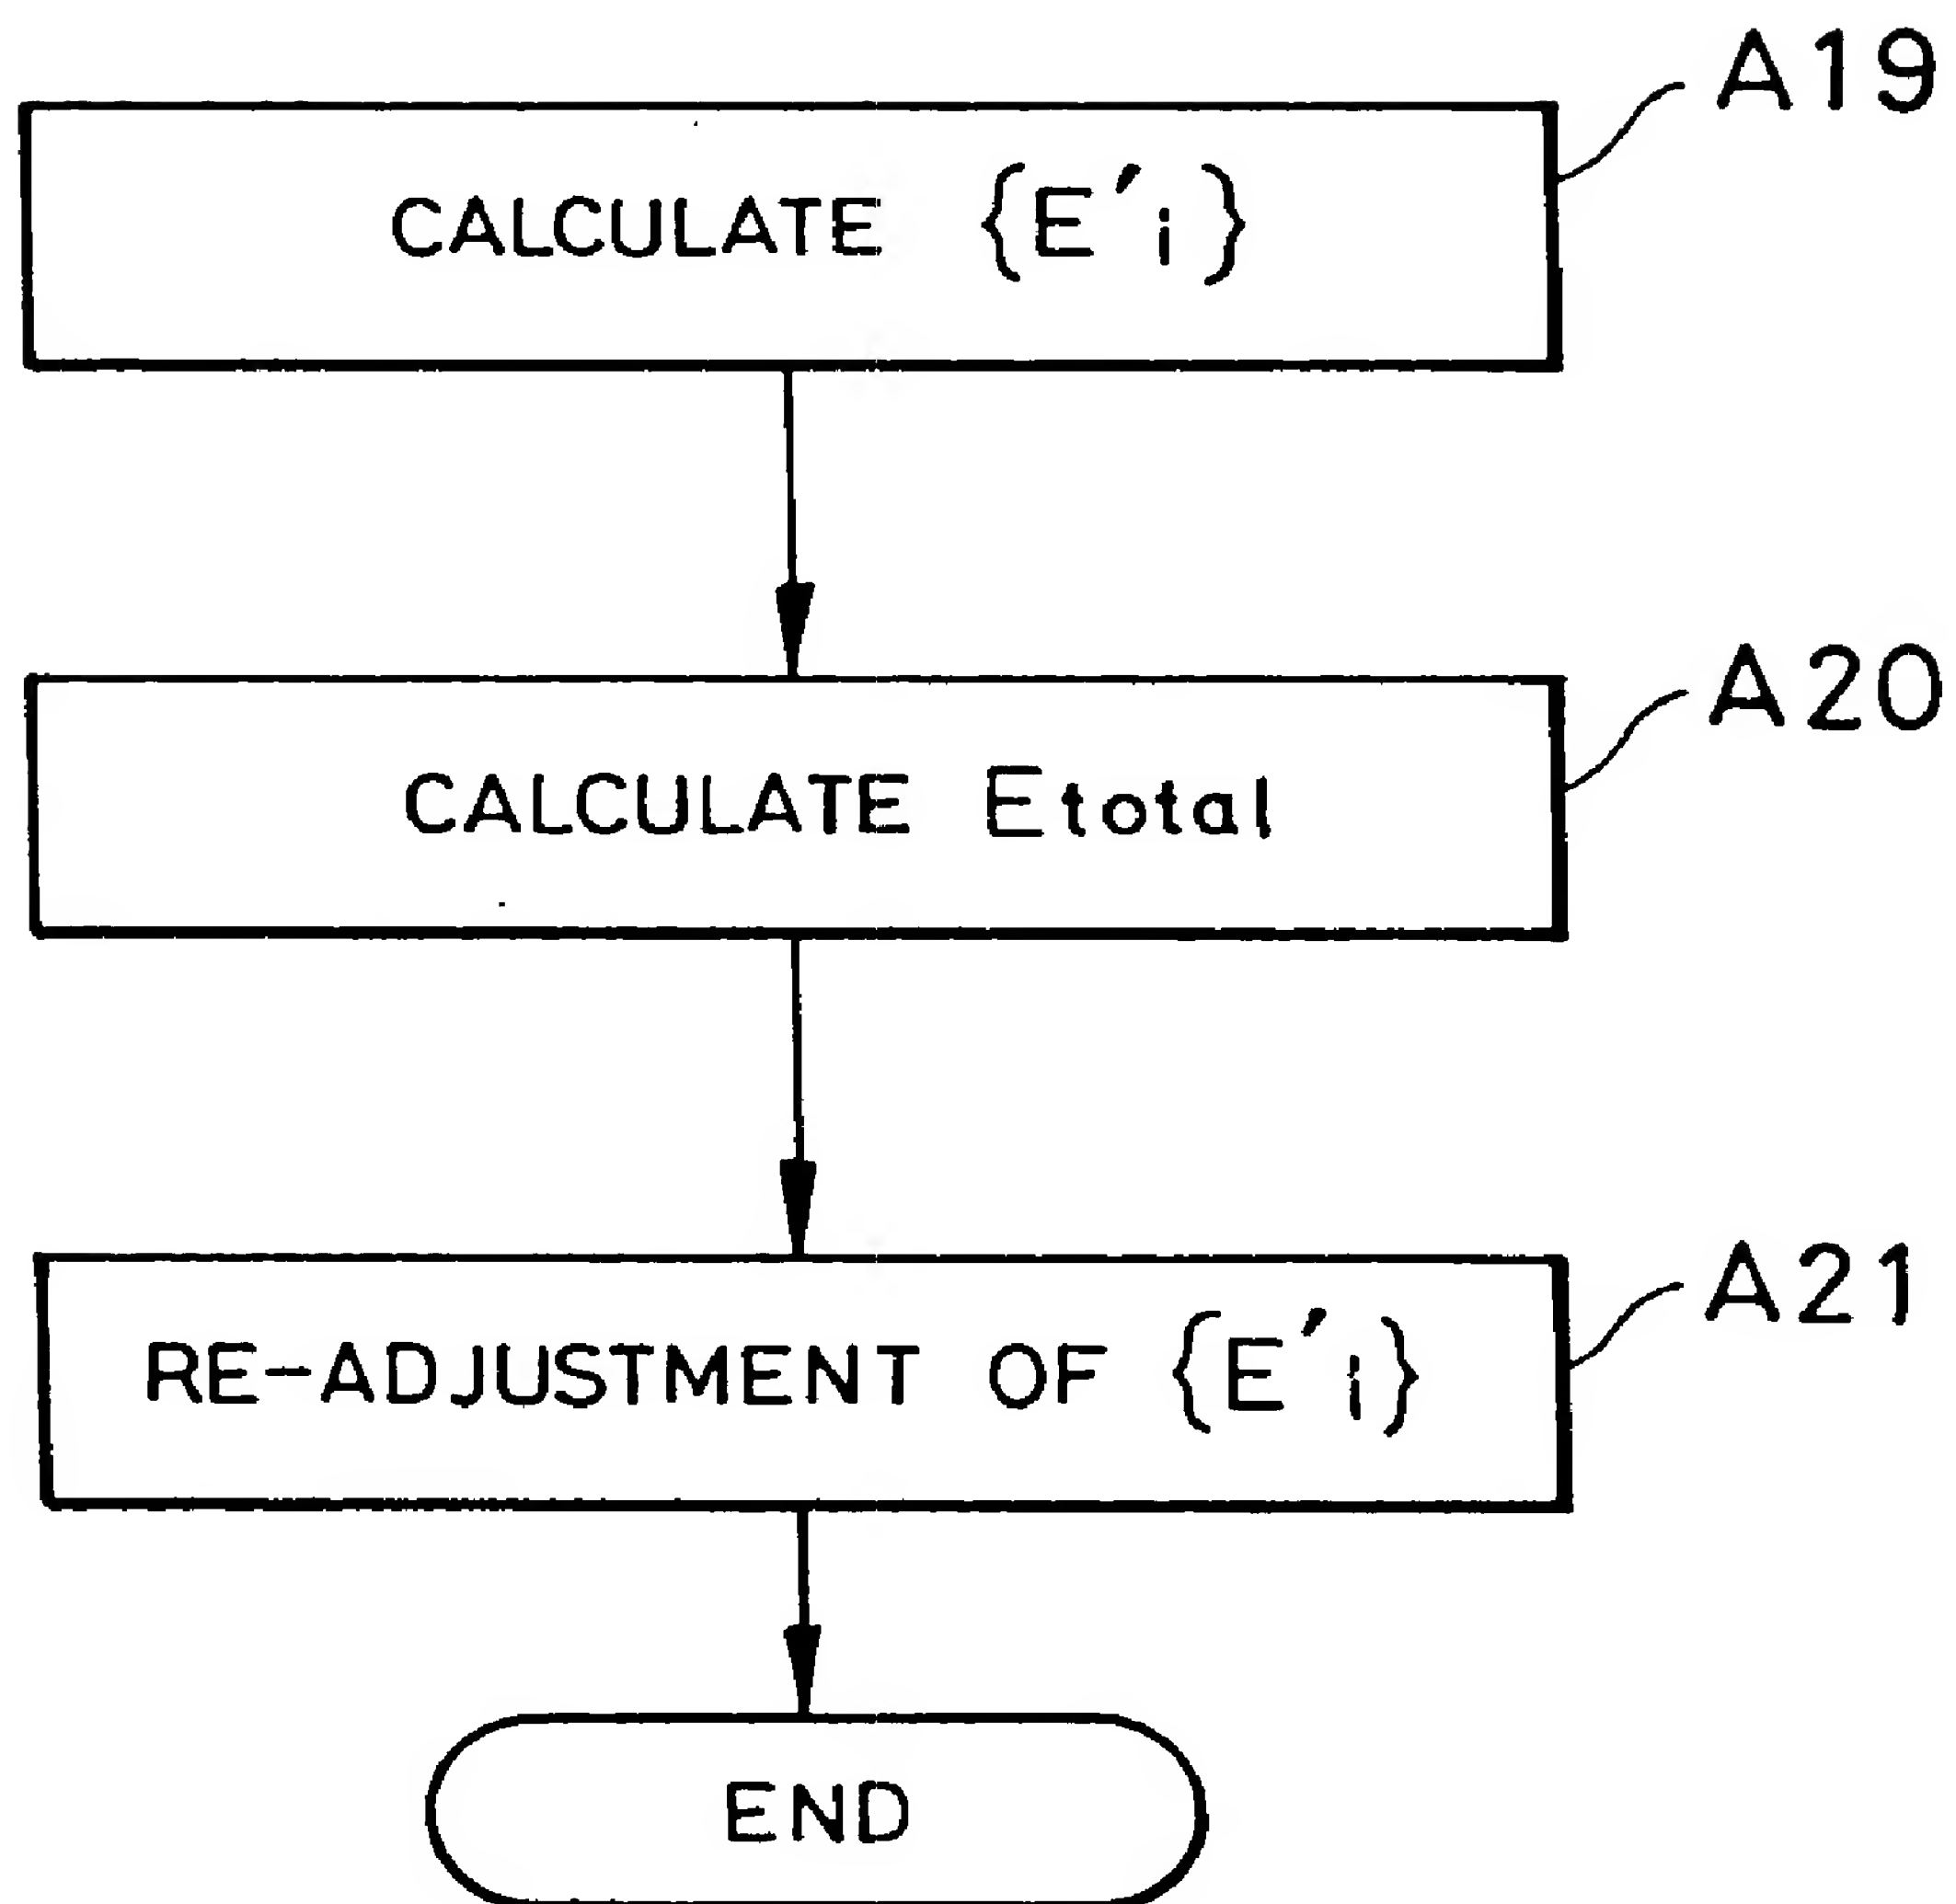 A19
CALCULATE {E'i}
A20
CALCULATE Etotal
A21
RE-ADJUSTMENT OF {E'i}
END